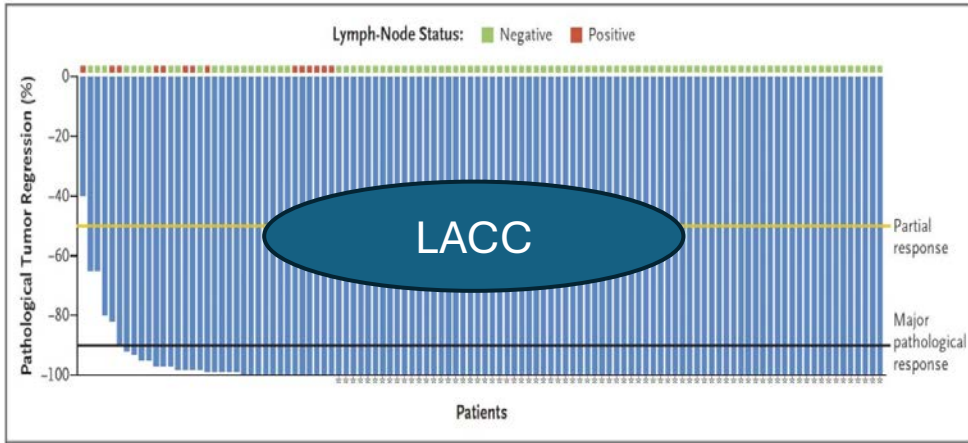 Lymph-Node Status: Negative Positive
Pathological Tumor Regression (%)
0
−20
−40
−60
−80
−100
LACC
Partial
response
Major
pathological
response
Patients